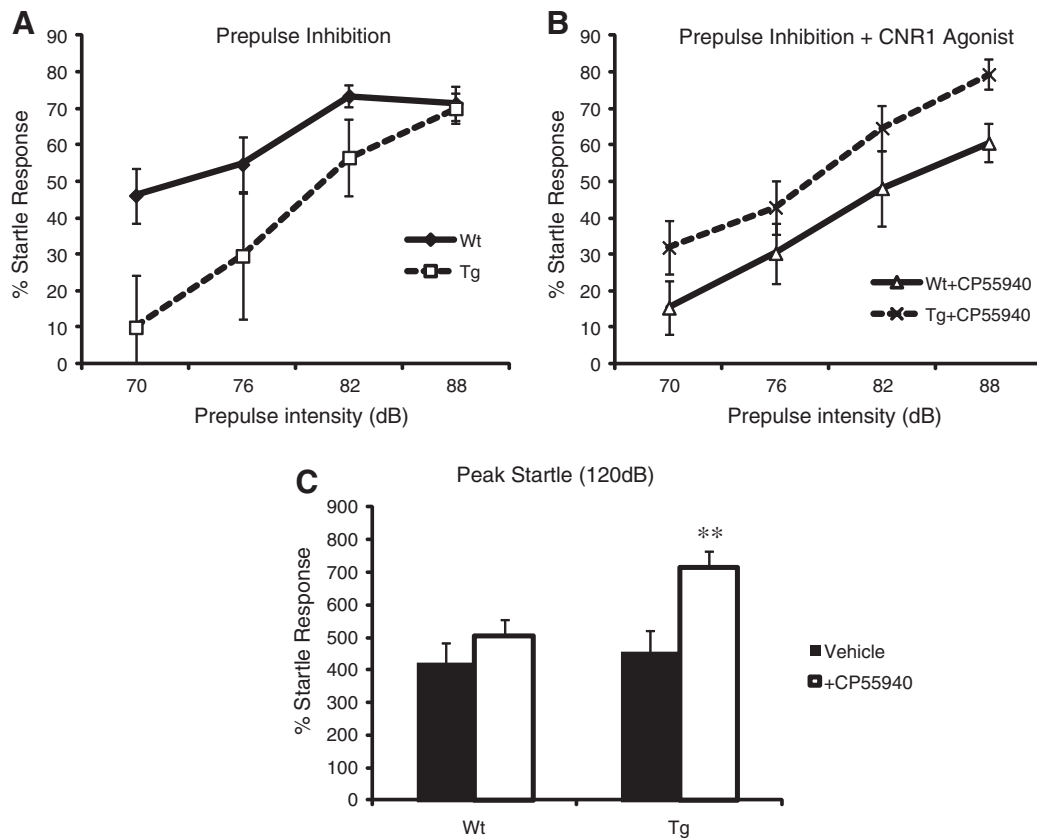 A
Prepulse Inhibition
90
80
70
60
50
40
30
20
10
0
% Startle Response
Wt
Tg
70 76 82 88
Prepulse intensity (dB)
B
Prepulse Inhibition + CNR1 Agonist
90
80
70
60
50
40
30
20
10
0
% Startle Response
Wt+CP55940
Tg+CP55940
70 76 82 88
Prepulse intensity (dB)
C
Peak Startle (120dB)
900
800
700
600
500
400
300
200
100
0
% Startle Response
**
Vehicle
+CP55940
Wt Tg